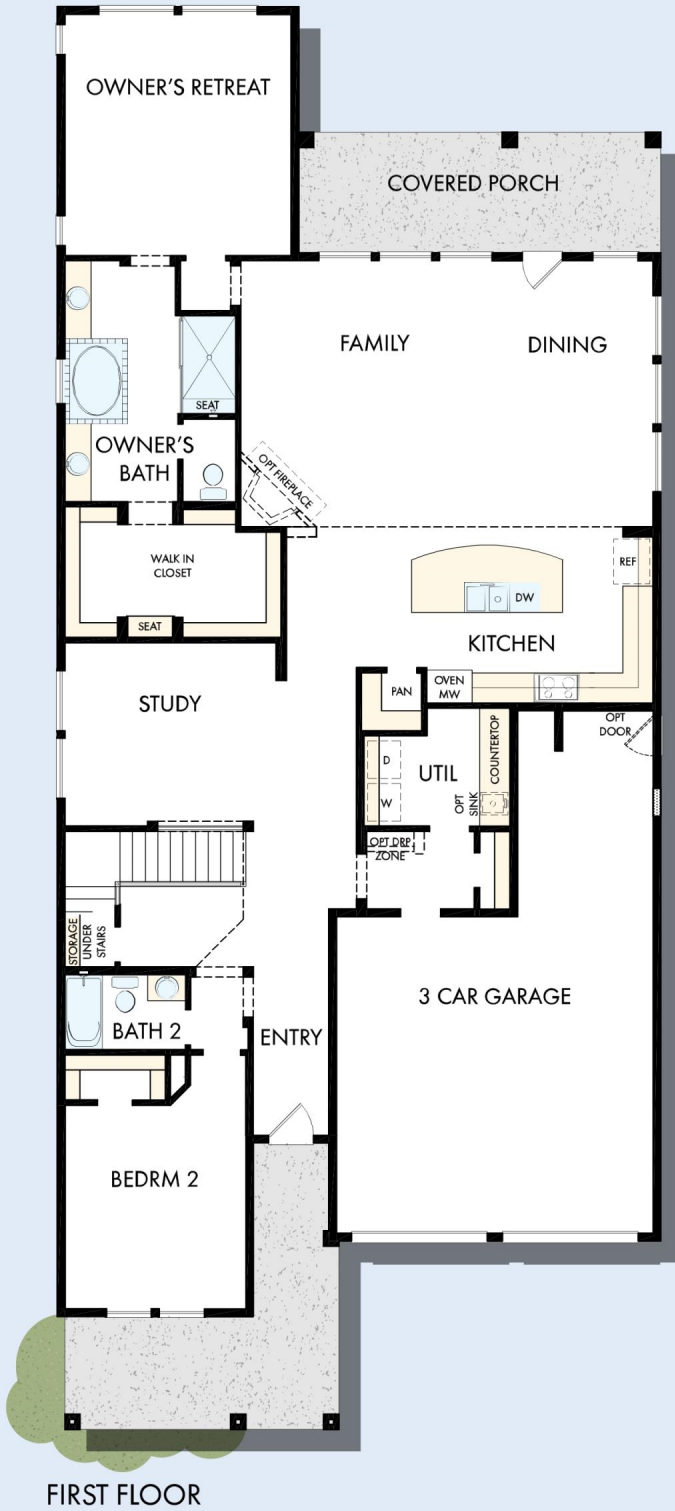 OWNER'S RETREAT
COVERED PORCH
FAMILY
DINING
SEAT
OWNER'S
BATH
OPT FIREPLACE
WALK IN
CLOSET
SEAT
REF
DW
KITCHEN
OVEN
MW
PAN
STUDY
OPT
DOOR
D
W
UTIL
COUNTERTOP
OPT
SINK
OPT DRP
ZONE
STORAGE
UNDER
STAIRS
3 CAR GARAGE
BATH 2
ENTRY
BEDRM 2
FIRST FLOOR